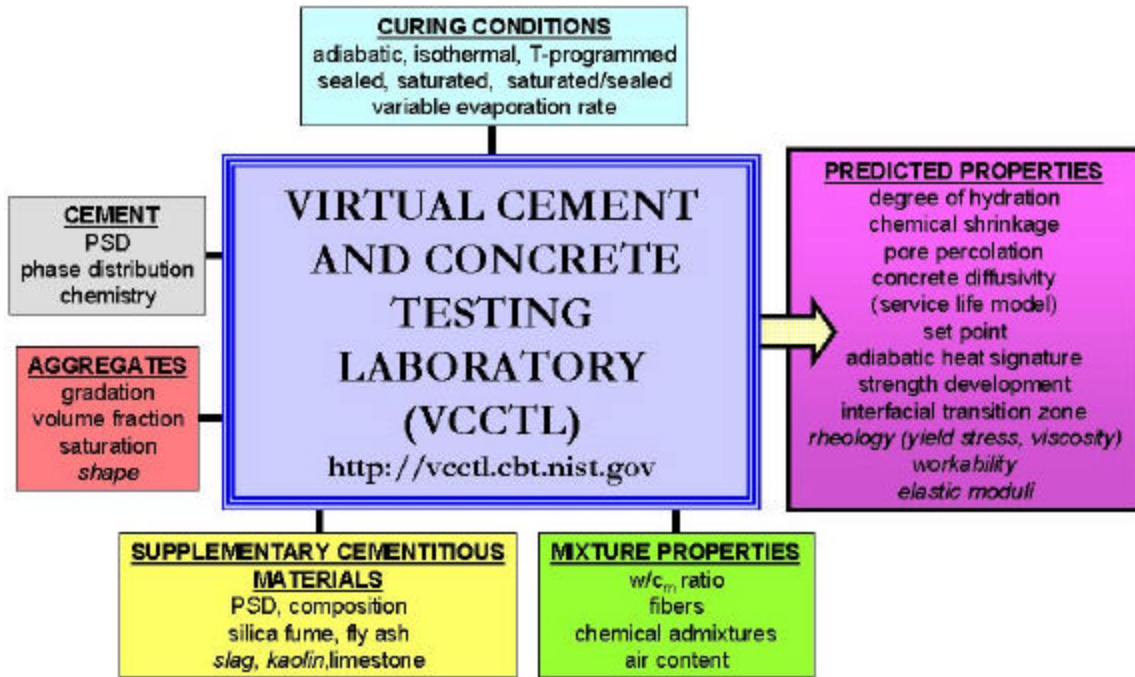 CURING CONDITIONS
adiabatic, isothermal, T-programmed
sealed, saturated, saturated/sealed
variable evaporation rate
CEMENT
PSD
phase distribution
chemistry
AGGREGATES
gradation
volume fraction
saturation
shape
VIRTUAL CEMENT
AND CONCRETE
TESTING
LABORATORY
(VCCTL)
http://vcctl.cbt.nist.gov
PREDICTED PROPERTIES
degree of hydration
chemical shrinkage
pore percolation
concrete diffusivity
(service life model)
set point
adiabatic heat signature
strength development
interfacial transition zone
rheology (yield stress, viscosity)
workability
elastic moduli
SUPPLEMENTARY CEMENTITIOUS
MATERIALS
PSD, composition
silica fume, fly ash
slag, kaolin,limestone
MIXTURE PROPERTIES
w/cm ratio
fibers
chemical admixtures
air content